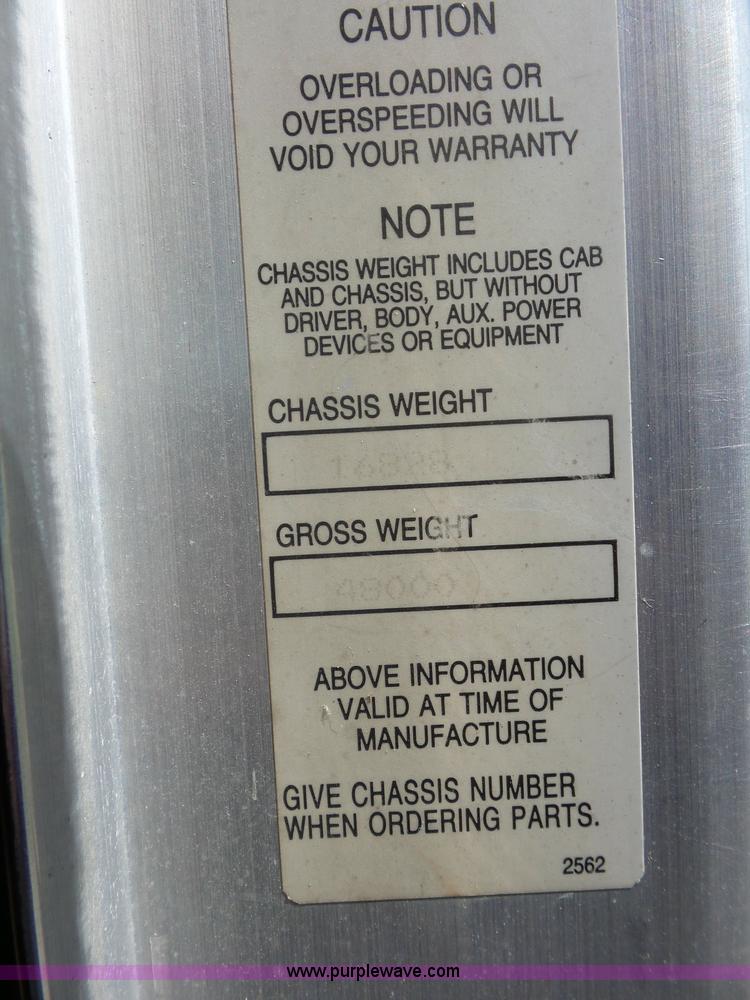 CAUTION
OVERLOADING OR
OVERSPEEDING WILL
VOID YOUR WARRANTY
NOTE
CHASSIS WEIGHT INCLUDES CAB
AND CHASSIS, BUT WITHOUT
DRIVER, BODY, AUX. POWER
DEVICES OR EQUIPMENT
CHASSIS WEIGHT
GROSS WEIGHT
ABOVE INFORMATION
VALID AT TIME OF
MANUFACTURE
GIVE CHASSIS NUMBER
WHEN ORDERING PARTS.
2562
www.purplewave.com